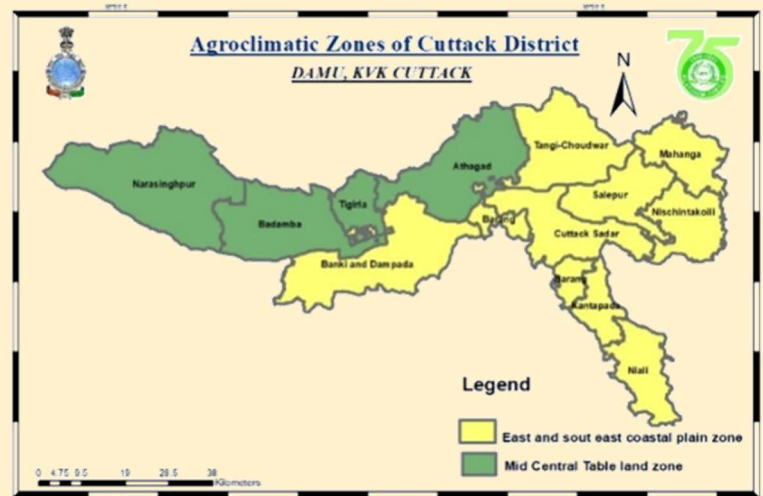 Agroclimatic Zones of Cuttack District
DAMU, KVK CUTTACK
N
75
Tangi-Choudwar
Mahanga
Athagad
Narasinghpur
Salepur
Tigiria
Nischintakoili
Badamba
Cuttack Sadar
Banki and Dampada
Barang
Kantapada
Niali
Legend
East and sout east coastal plain zone
Mid Central Table land zone
0 4.75 9.5 19 28.5 38
Kilometers